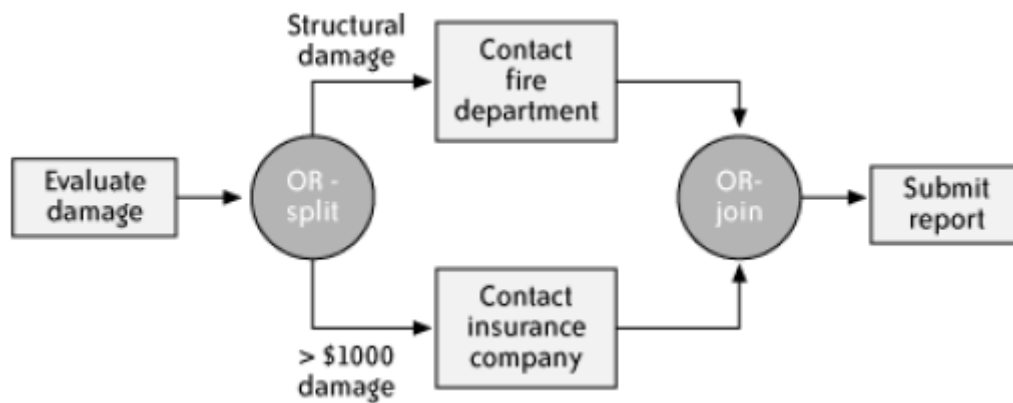 Structural
damage
Contact
fire
department
Evaluate
damage
OR -
split
OR-
join
Submit
report
Contact
insurance
company
> $1000
damage